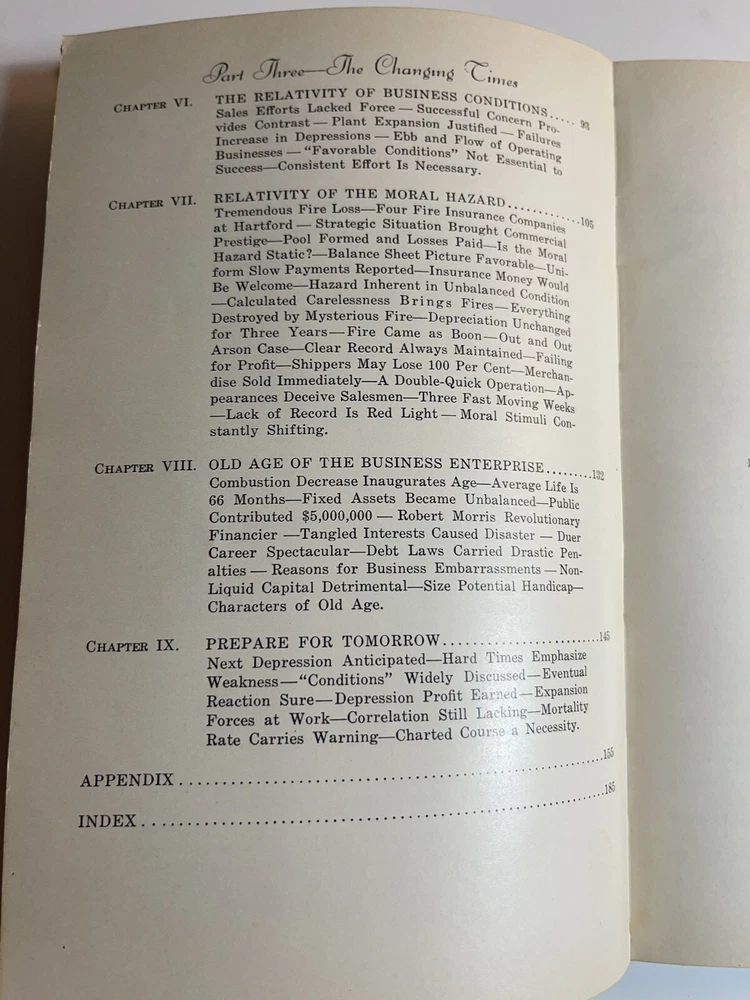 Part Three—The Changing Times
CHAPTER VI. THE RELATIVITY OF BUSINESS CONDITIONS..... 93
Sales Efforts Lacked Force — Successful Concern Pro-
vides Contrast — Plant Expansion Justified — Failures
Increase in Depressions — Ebb and Flow of Operating
Businesses — "Favorable Conditions" Not Essential to
Success—Consistent Effort Is Necessary.
CHAPTER VII. RELATIVITY OF THE MORAL HAZARD.............105
Tremendous Fire Loss—Four Fire Insurance Companies
at Hartford — Strategic Situation Brought Commercial
Prestige—Pool Formed and Losses Paid—Is the Moral
Hazard Static?—Balance Sheet Picture Favorable—Uni-
form Slow Payments Reported—Insurance Money Would
Be Welcome—Hazard Inherent in Unbalanced Condition
—Calculated Carelessness Brings Fires—Everything
Destroyed by Mysterious Fire—Depreciation Unchanged
for Three Years—Fire Came as Boon—Out and Out
Arson Case—Clear Record Always Maintained—Failing
for Profit—Shippers May Lose 100 Per Cent—Merchan-
dise Sold Immediately—A Double-Quick Operation—Ap-
pearances Deceive Salesmen—Three Fast Moving Weeks
—Lack of Record Is Red Light — Moral Stimuli Con-
stantly Shifting.
CHAPTER VIII. OLD AGE OF THE BUSINESS ENTERPRISE.........132
Combustion Decrease Inaugurates Age—Average Life Is
66 Months—Fixed Assets Became Unbalanced—Public
Contributed $5,000,000 — Robert Morris Revolutionary
Financier —Tangled Interests Caused Disaster — Duer
Career Spectacular—Debt Laws Carried Drastic Pen-
alties — Reasons for Business Embarrassments — Non-
Liquid Capital Detrimental—Size Potential Handicap—
Characters of Old Age.
CHAPTER IX. PREPARE FOR TOMORROW..........................145
Next Depression Anticipated—Hard Times Emphasize
Weakness—"Conditions" Widely Discussed—Eventual
Reaction Sure—Depression Profit Earned—Expansion
Forces at Work—Correlation Still Lacking—Mortality
Rate Carries Warning—Charted Course a Necessity.
APPENDIX......................................................155
INDEX..........................................................185